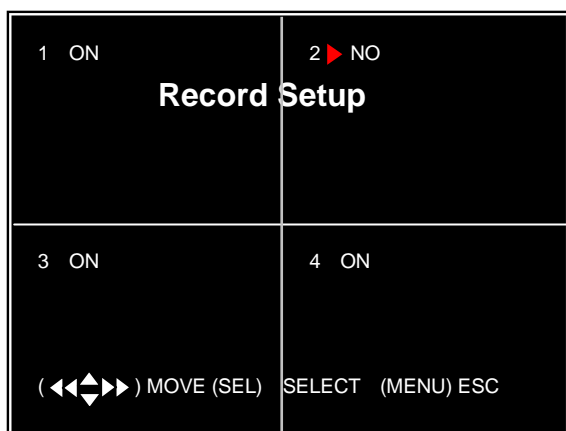 1 ON 2 NO
Record Setup
3 ON 4 ON
( ◀◀▲▼▶▶ ) MOVE (SEL) SELECT (MENU) ESC